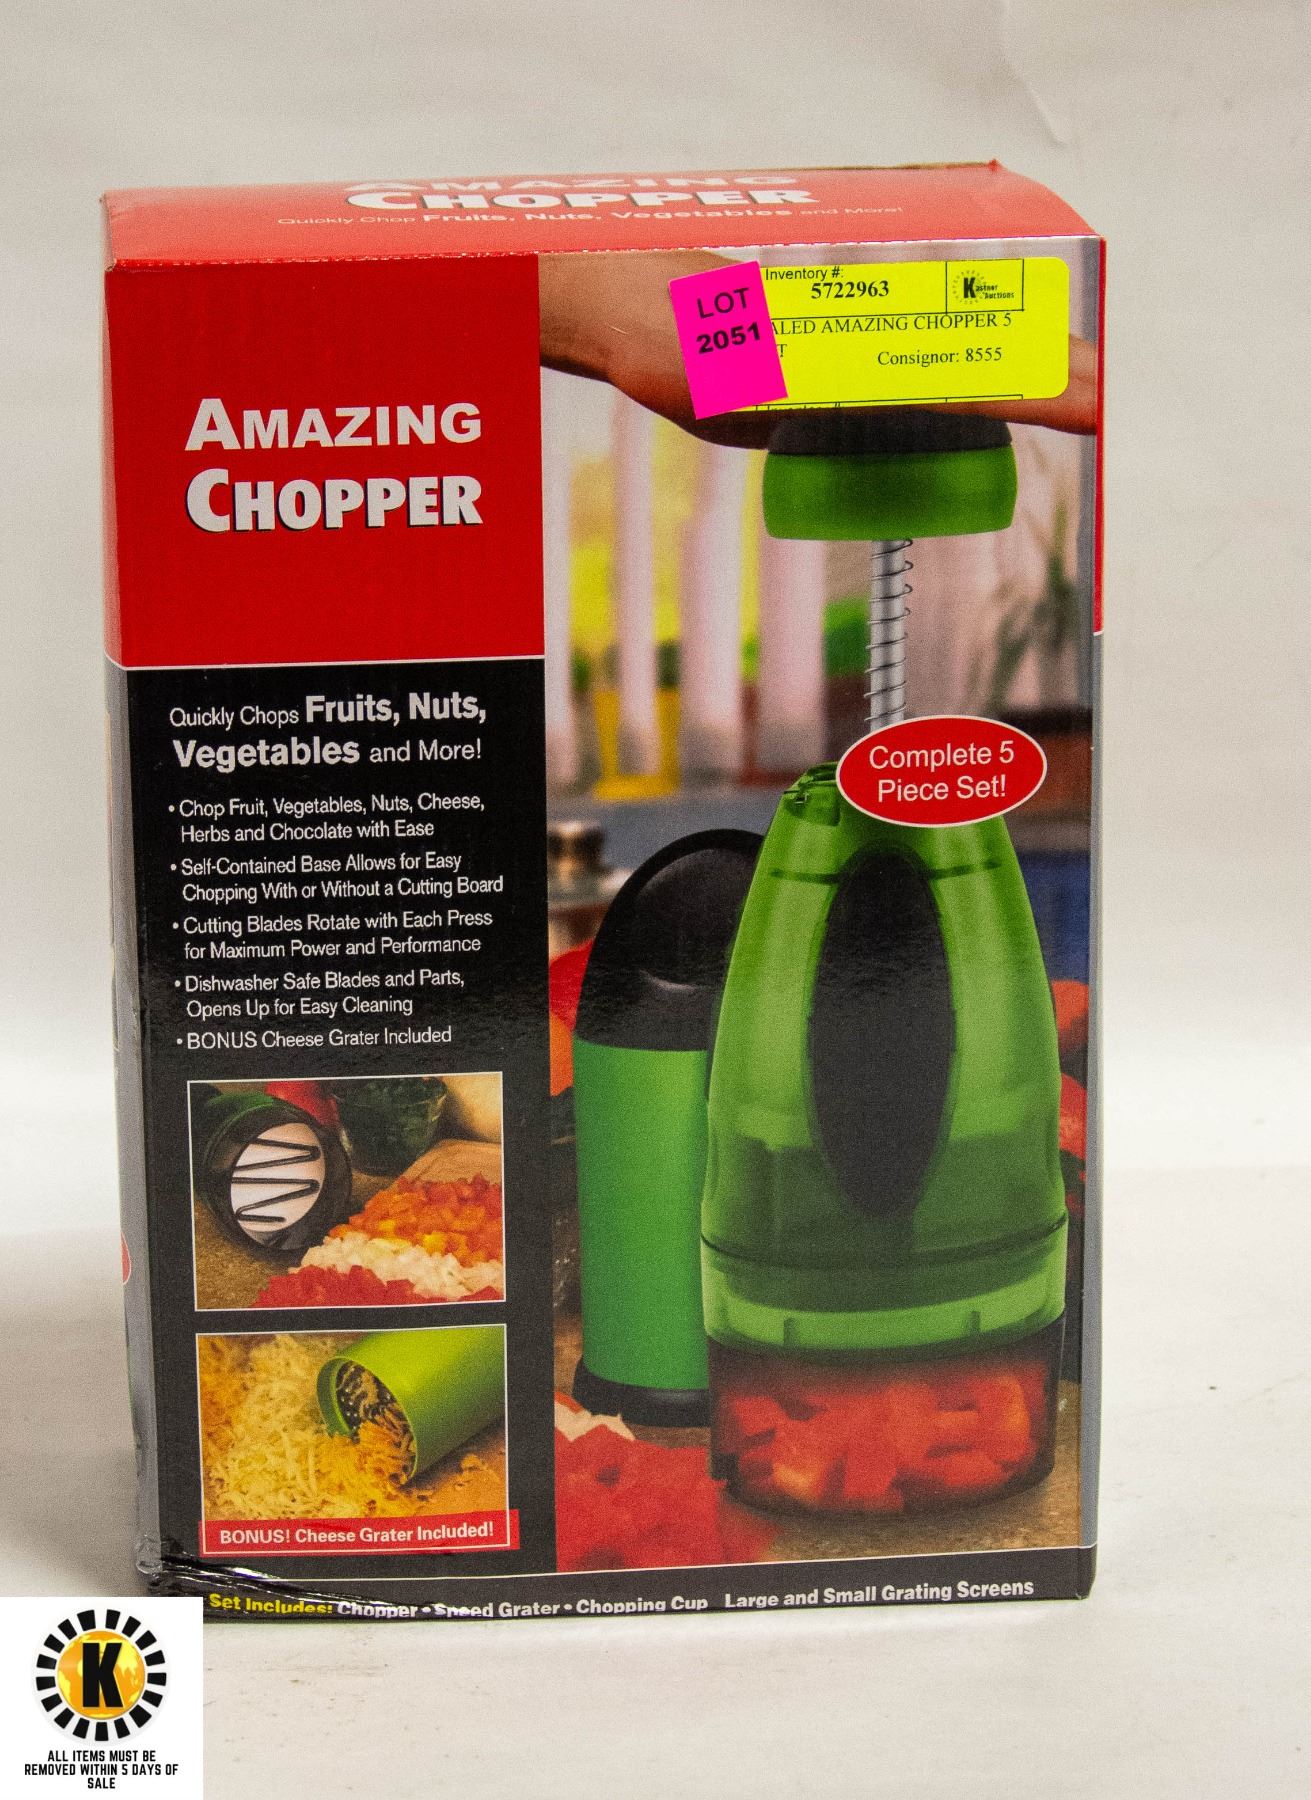 AMAZING
CHOPPER
Quickly Chop Fruits, Nuts, Vegetables and More!
LOT
2051
Inventory #:
5722963
Kastner
Auctions
ALED AMAZING CHOPPER 5
T
Consignor: 8555
AMAZING
CHOPPER
Quickly Chops Fruits, Nuts,
Vegetables and More!
• Chop Fruit, Vegetables, Nuts, Cheese,
Herbs and Chocolate with Ease
• Self-Contained Base Allows for Easy
Chopping With or Without a Cutting Board
• Cutting Blades Rotate with Each Press
for Maximum Power and Performance
• Dishwasher Safe Blades and Parts,
Opens Up for Easy Cleaning
• BONUS Cheese Grater Included
Complete 5
Piece Set!
BONUS! Cheese Grater Included!
Set Includes: Chopper • Speed Grater • Chopping Cup Large and Small Grating Screens
K
ALL ITEMS MUST BE
REMOVED WITHIN 5 DAYS OF
SALE